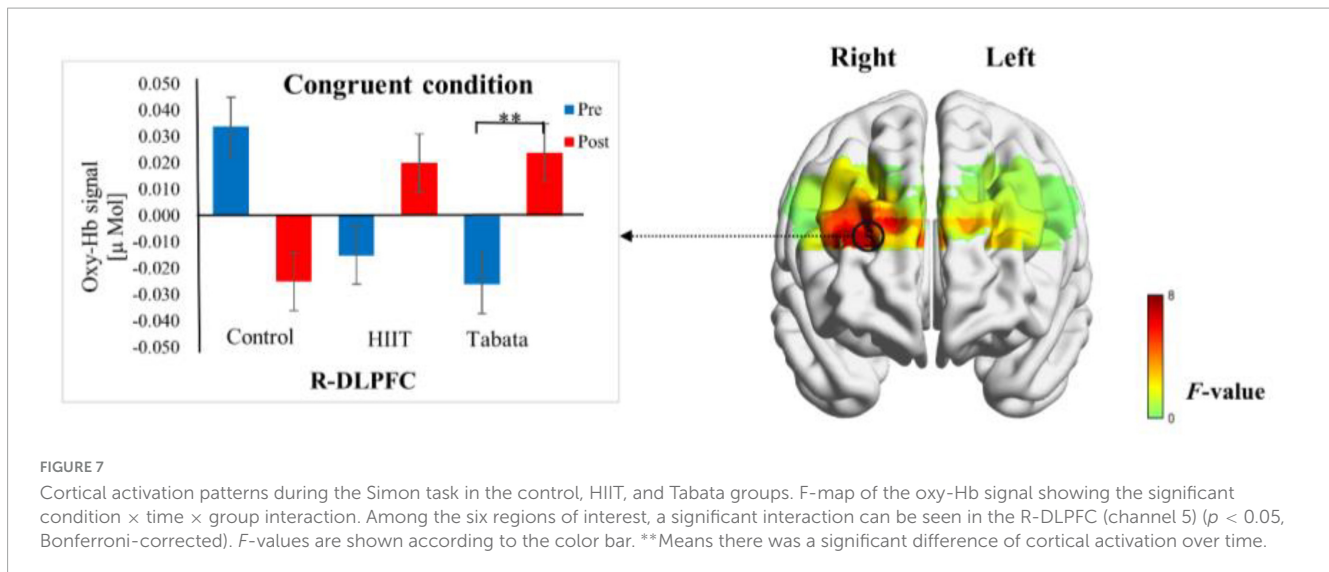 Right Left
Congruent condition
Pre
Post
**
Oxy-Hb signal
[μ Mol]
0.050
0.040
0.030
0.020
0.010
0.000
-0.010
-0.020
-0.030
-0.040
-0.050
Control HIIT Tabata
R-DLPFC
8
F-value
0
FIGURE 7
Cortical activation patterns during the Simon task in the control, HIIT, and Tabata groups. F-map of the oxy-Hb signal showing the significant
condition × time × group interaction. Among the six regions of interest, a significant interaction can be seen in the R-DLPFC (channel 5) (p < 0.05,
Bonferroni-corrected). F-values are shown according to the color bar. **Means there was a significant difference of cortical activation over time.